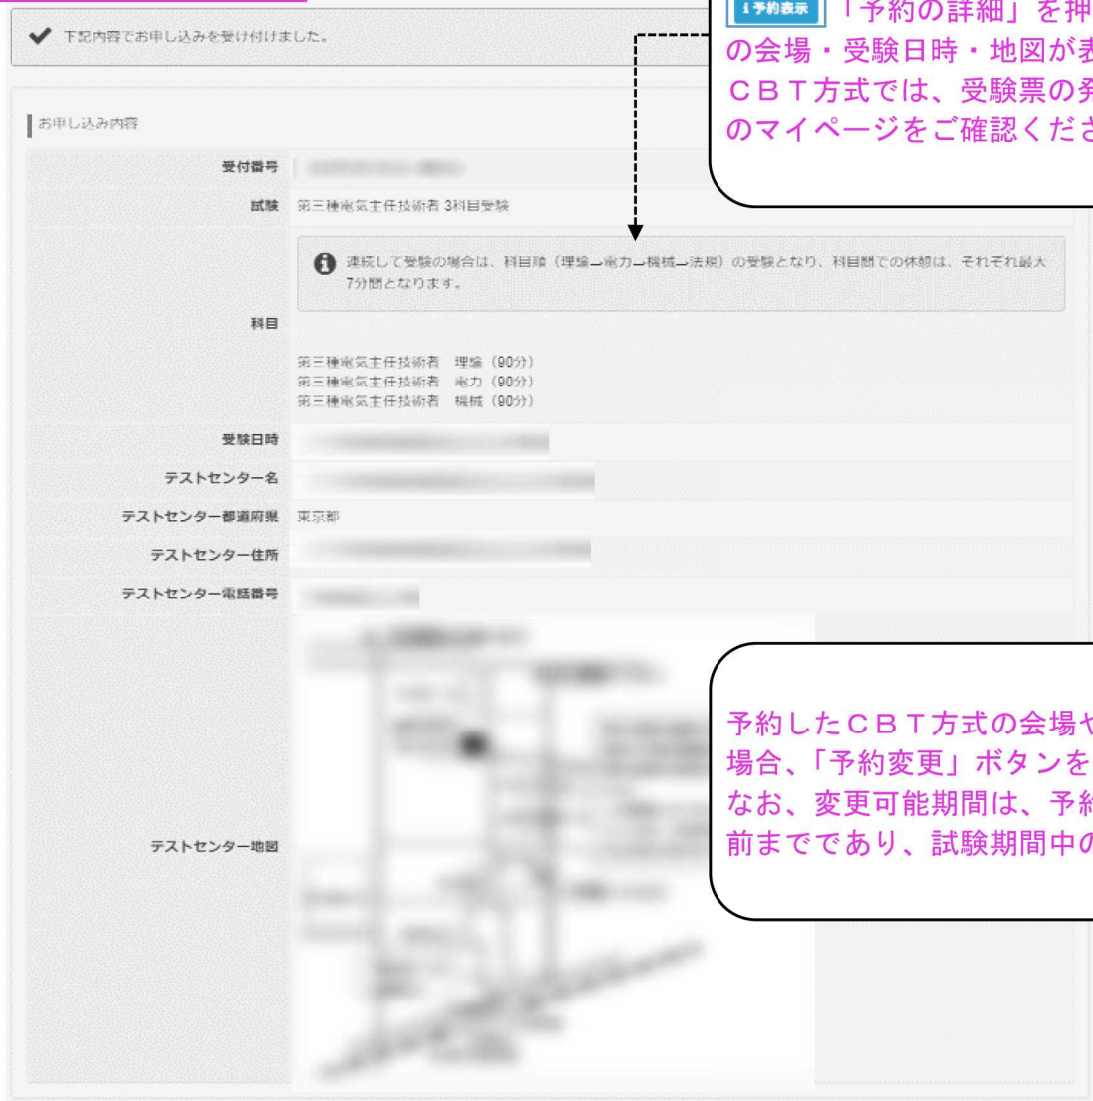 予約表示 「予約の詳細」を押
の会場・受験日時・地図が表
CBT方式では、受験票の発
のマイページをご確認くださ
下記内容でお申し込みを受け付けました。
お申し込み内容
受付番号
試験 第三種電気主任技術者 3科目受験
連続して受験の場合は、科目順（理論→電力→機械→法規）の受験となり、科目間での休憩は、それぞれ最大
7分間となります。
科目
第三種電気主任技術者　理論（90分）
第三種電気主任技術者　電力（90分）
第三種電気主任技術者　機械（90分）
受験日時
テストセンター名
テストセンター都道府県 東京都
テストセンター住所
テストセンター電話番号
テストセンター地図
予約したCBT方式の会場や
場合、「予約変更」ボタンを
なお、変更可能期間は、予約
前までであり、試験期間中の